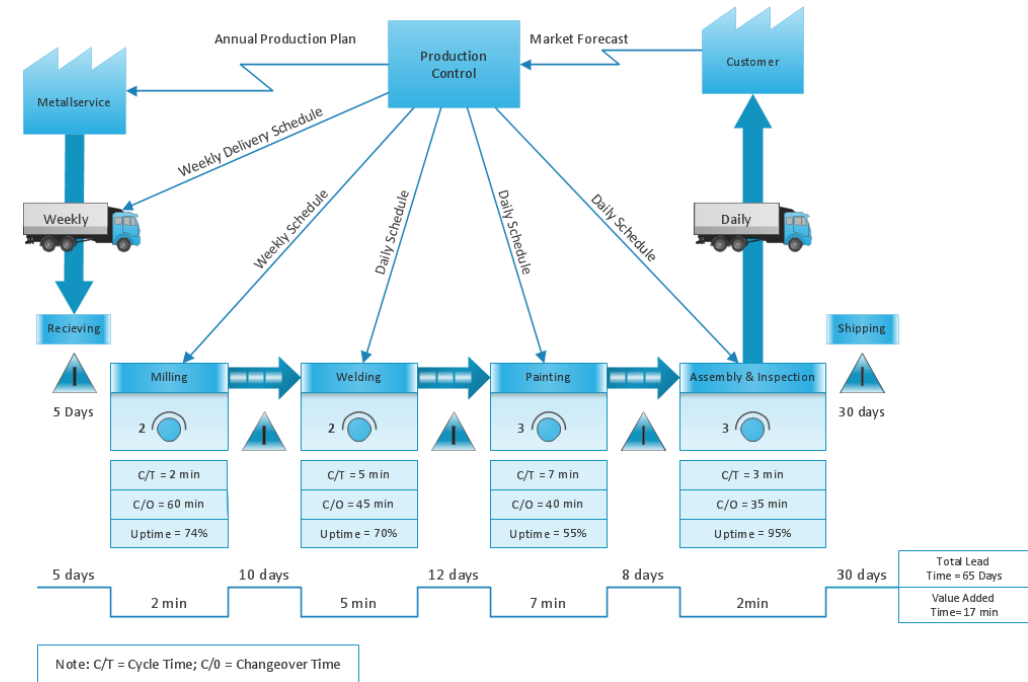 Annual Production Plan
Production
Control
Market Forecast
Customer
Metallservice
Weekly Delivery Schedule
Weekly Schedule
Daily Schedule
Daily Schedule
Daily Schedule
Weekly
Daily
Recieving
Shipping
I
5 Days
I
30 days
Milling
Welding
Painting
Assembly & Inspection
2
I
2
I
3
I
3
C/T = 2 min
C/O = 60 min
Uptime = 74%
C/T = 5 min
C/O = 45 min
Uptime = 70%
C/T = 7 min
C/O = 40 min
Uptime = 55%
C/T = 3 min
C/O = 35 min
Uptime = 95%
5 days
10 days
12 days
8 days
30 days
2 min
5 min
7 min
2min
Total Lead
Time = 65 Days
Value Added
Time= 17 min
Note: C/T = Cycle Time; C/0 = Changeover Time